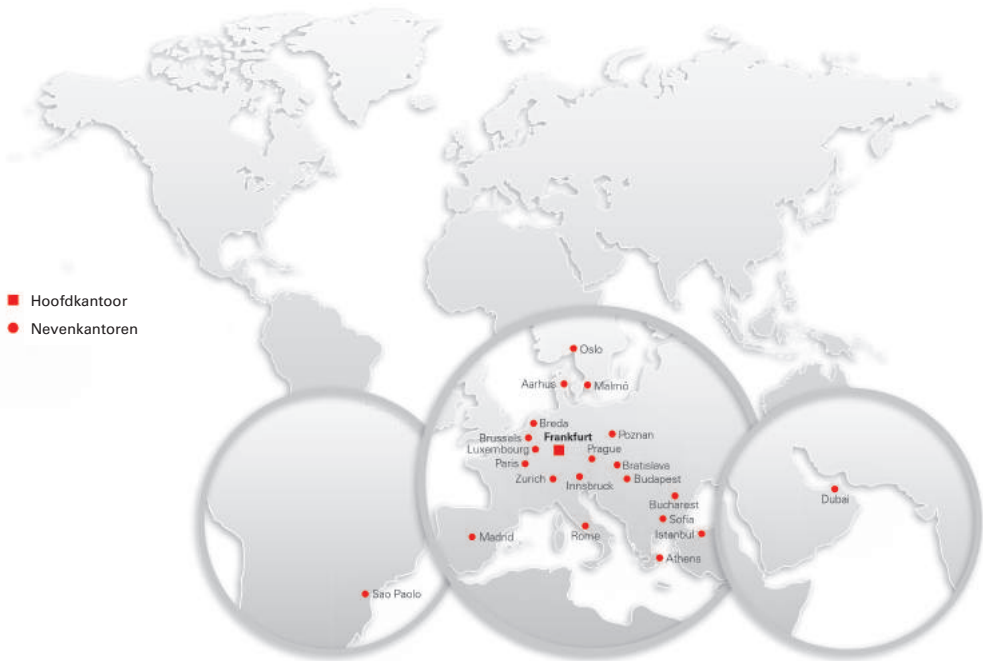 Hoofdkantoor
Nevenkantoren
Oslo
Aarhus
Malmö
Breda
Brussels
Frankfurt
Poznan
Luxembourg
Prague
Paris
Bratislava
Zurich
Innsbruck
Budapest
Bucharest
Sofia
Madrid
Rome
Istanbul
Athens
Sao Paolo
Dubai